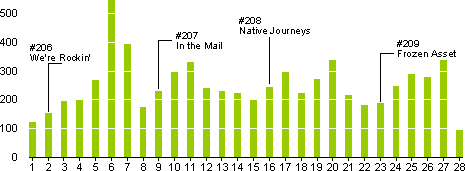 500
400
300
200
100
0
#206
We're Rockin'
#207
In the Mail
#208
Native Journeys
#209
Frozen Asset
1 2 3 4 5 6 7 8 9 10 11 12 13 14 15 16 17 18 19 20 21 22 23 24 25 26 27 28